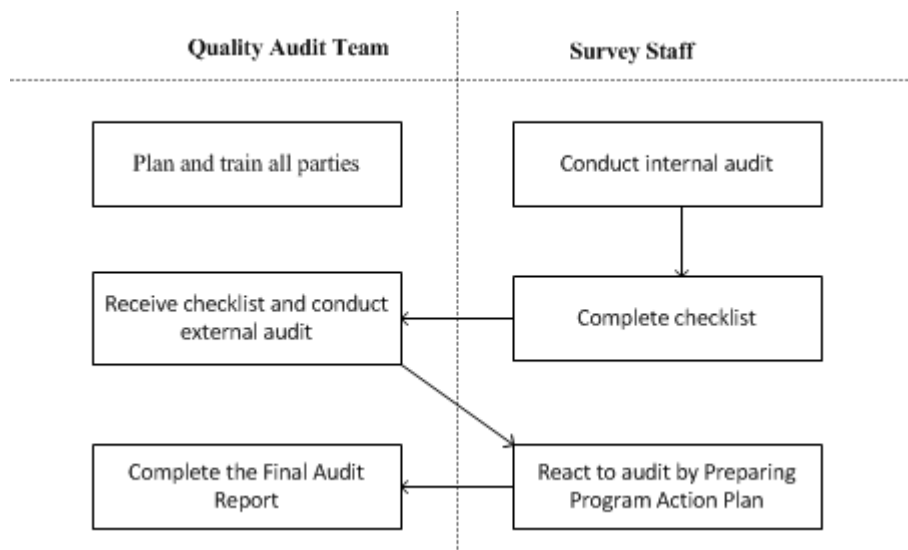 Quality Audit Team
Survey Staff
Plan and train all parties
Conduct internal audit
Receive checklist and conduct
external audit
Complete checklist
Complete the Final Audit
Report
React to audit by Preparing
Program Action Plan